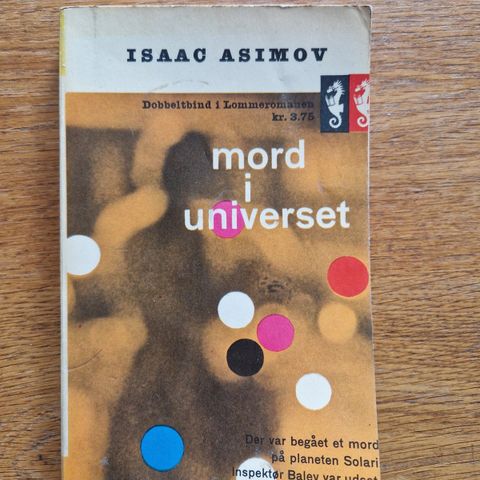 ISAAC ASIMOV
Dobbeltbind i Lommeromanen
kr. 3.75
mord
i
universet
Der var begået et mord
på planeten Solari
Inspektør Baley var udset